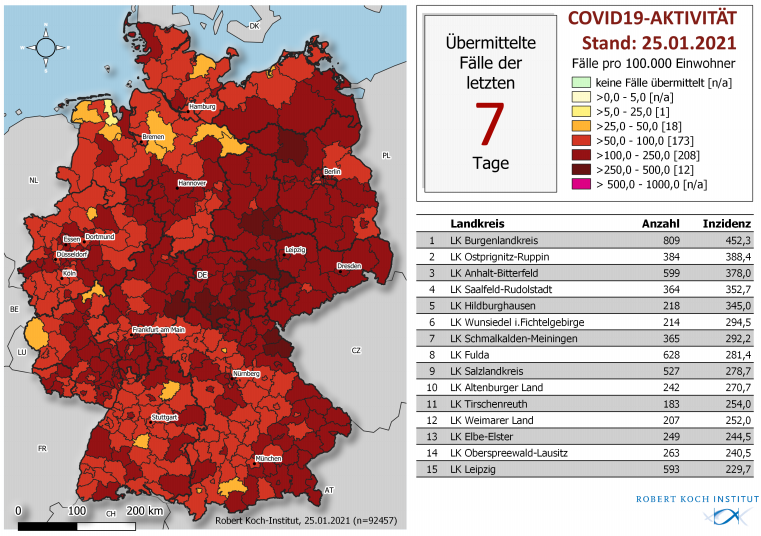 DK
PL
NL
BE
LU
FR
CH
AT
CZ
DE
Hamburg
Bremen
Berlin
Hannover
Essen
Dortmund
Düsseldorf
Köln
Leipzig
Dresden
Frankfurt am Main
Nürnberg
Stuttgart
München
0 100 200 km
Robert Koch-Institut, 25.01.2021 (n=92457)
Übermittelte
Fälle der
letzten
7
Tage
COVID19-AKTIVITÄT
Stand: 25.01.2021
Fälle pro 100.000 Einwohner
keine Fälle übermittelt [n/a]
>0,0 - 5,0 [n/a]
>5,0 - 25,0 [1]
>25,0 - 50,0 [18]
>50,0 - 100,0 [173]
>100,0 - 250,0 [208]
>250,0 - 500,0 [12]
> 500,0 - 1000,0 [n/a]
Landkreis Anzahl Inzidenz
1 LK Burgenlandkreis 809 452,3
2 LK Ostprignitz-Ruppin 384 388,4
3 LK Anhalt-Bitterfeld 599 378,0
4 LK Saalfeld-Rudolstadt 364 352,7
5 LK Hildburghausen 218 345,0
6 LK Wunsiedel i.Fichtelgebirge 214 294,5
7 LK Schmalkalden-Meiningen 365 292,2
8 LK Fulda 628 281,4
9 LK Salzlandkreis 527 278,7
10 LK Altenburger Land 242 270,7
11 LK Tirschenreuth 183 254,0
12 LK Weimarer Land 207 252,0
13 LK Elbe-Elster 249 244,5
14 LK Oberspreewald-Lausitz 263 240,5
15 LK Leipzig 593 229,7
ROBERT KOCH INSTITUT